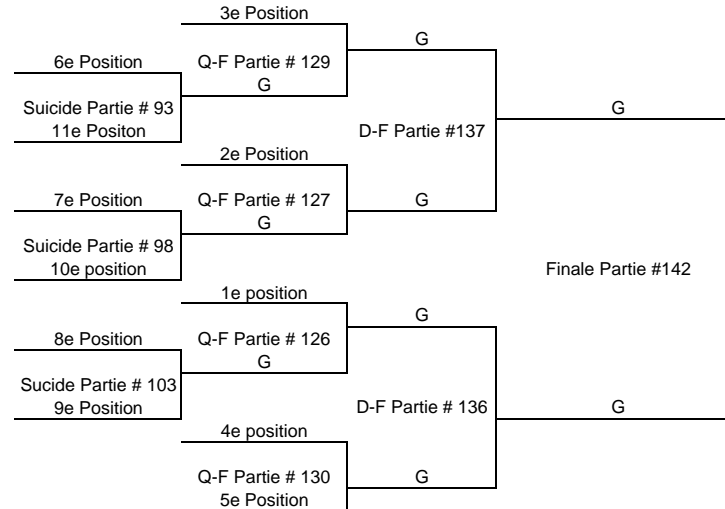 3e Position
G
6e Position
Q-F Partie # 129
G
G
Suicide Partie # 93
11e Positon
D-F Partie #137
2e Position
7e Position
Q-F Partie # 127
G
G
Suicide Partie # 98
10e position
Finale Partie #142
1e position
G
8e Position
Q-F Partie # 126
G
Sucide Partie # 103
9e Position
D-F Partie # 136
G
4e position
Q-F Partie # 130
G
5e Position